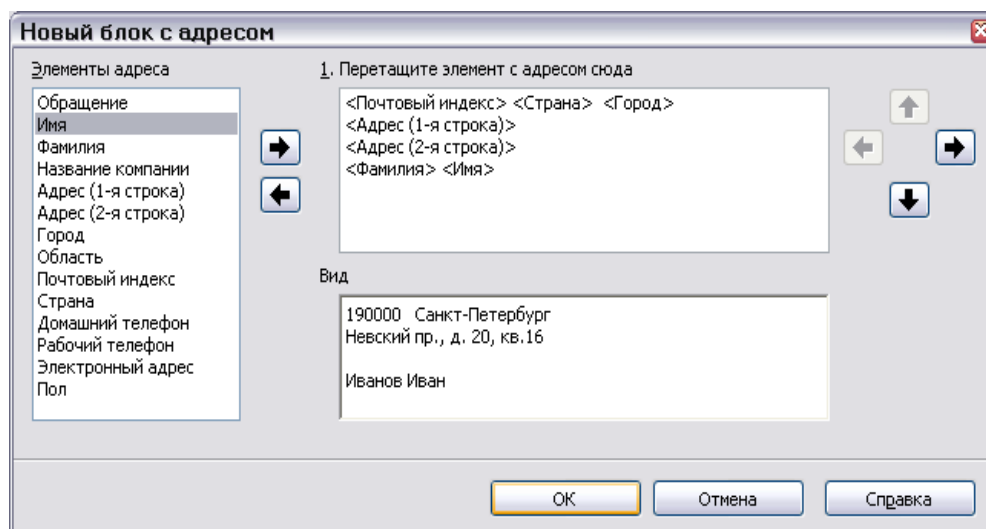 Новый блок с адресом
Элементы адреса
Обращение
Имя
Фамилия
Название компании
Адрес (1-я строка)
Адрес (2-я строка)
Город
Область
Почтовый индекс
Страна
Домашний телефон
Рабочий телефон
Электронный адрес
Пол
1. Перетащите элемент с адресом сюда
<Почтовый индекс> <Страна>  <Город>
<Адрес (1-я строка)>
<Адрес (2-я строка)>
<Фамилия> <Имя>
Вид
190000  Санкт-Петербург
Невский пр., д. 20, кв.16
Иванов Иван
ОК
Отмена
Справка